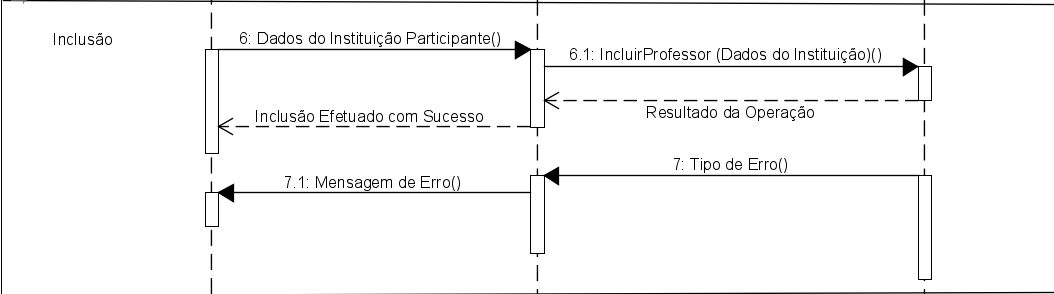 Inclusão
6: Dados do Instituição Participante()
6.1: IncluirProfessor (Dados do Instituição)()
Resultado da Operação
Inclusão Efetuado com Sucesso
7: Tipo de Erro()
7.1: Mensagem de Erro()